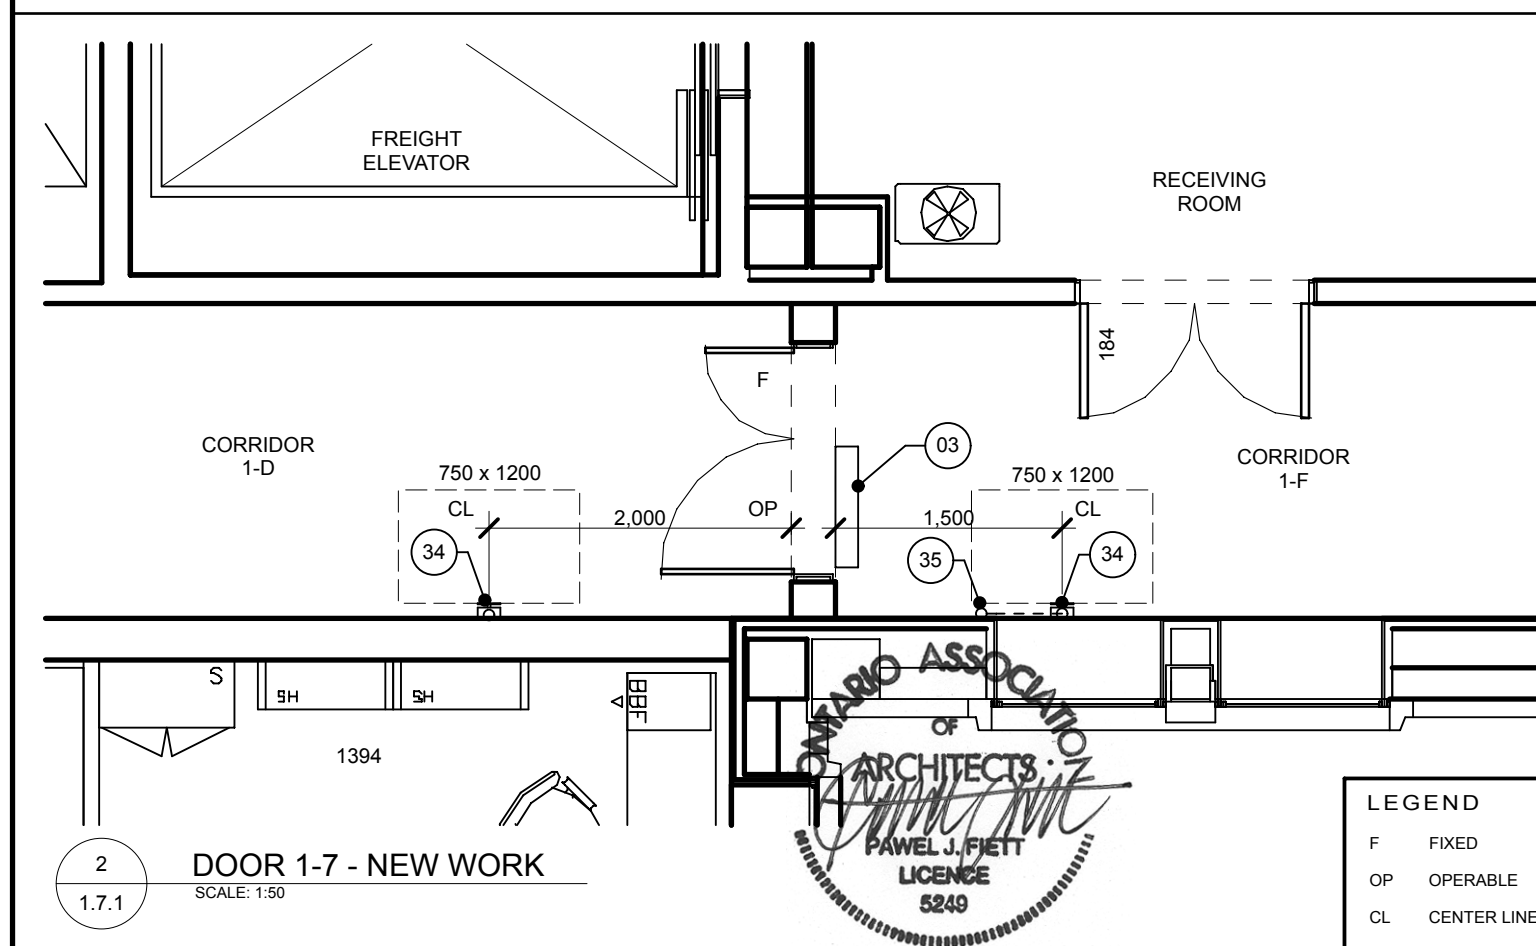 FREIGHT
ELEVATOR
RECEIVING
ROOM
184
F
03
CORRIDOR
1-D
CORRIDOR
1-F
750 x 1200
750 x 1200
CL
2,000
OP
1,500
CL
34
35
34
S
SH
SH
BBF
1394
ONTARIO ASSOCIATION
OF
ARCHITECTS
PAWEL J. FIETT
LICENCE
5249
2
1.7.1
DOOR 1-7 - NEW WORK
SCALE: 1:50
LEGEND
F FIXED
OP OPERABLE
CL CENTER LINE